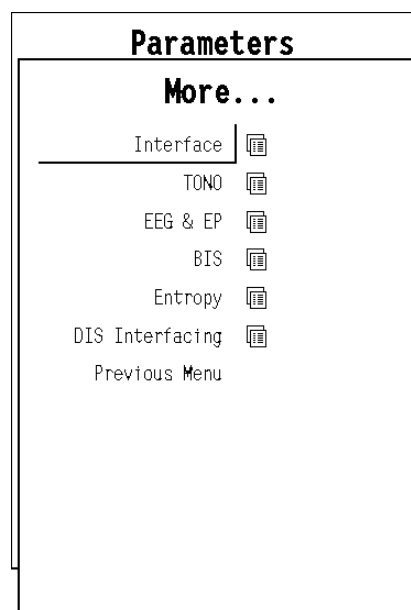 Parameters
More...
Interface
TONO
EEG & EP
BIS
Entropy
DIS Interfacing
Previous Menu